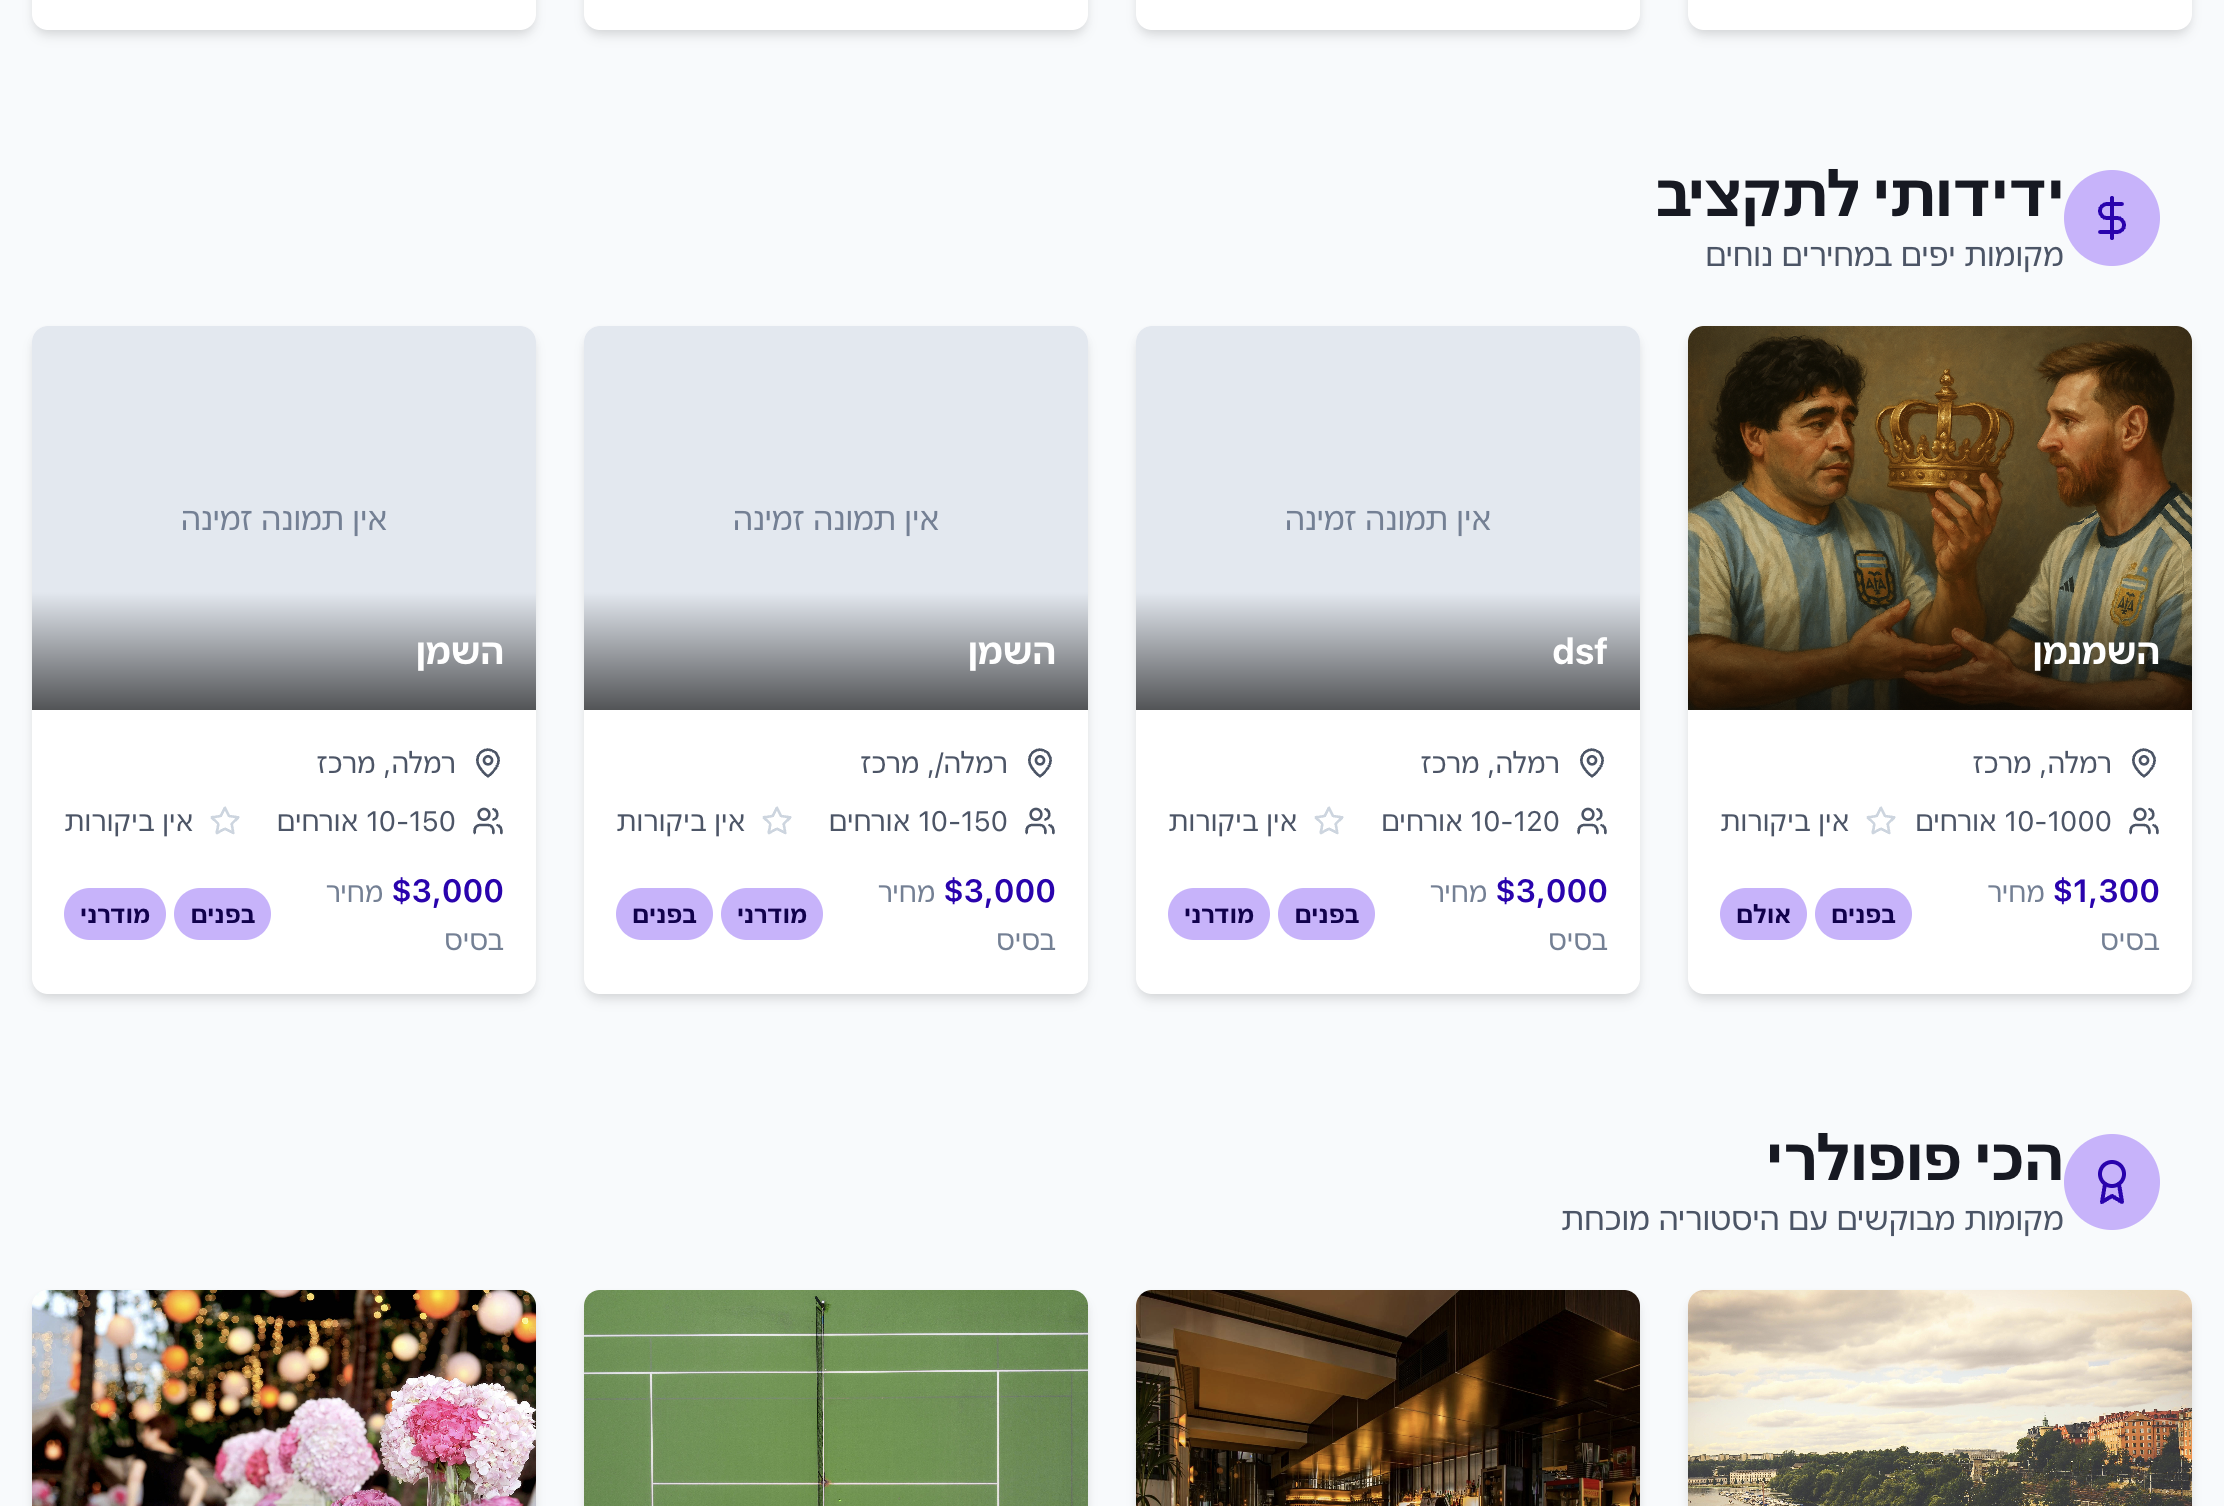 ידידותי לתקציב
מקומות יפים במחירים נוחים
השמנמן
רמלה, מרכז
10-1000 אורחים
אין ביקורות
$1,300 מחיר
בסיס
בפנים
אולם
אין תמונה זמינה
dsf
רמלה, מרכז
10-120 אורחים
אין ביקורות
$3,000 מחיר
בסיס
בפנים
מודרני
אין תמונה זמינה
השמן
רמלה/, מרכז
10-150 אורחים
אין ביקורות
$3,000 מחיר
בסיס
מודרני
בפנים
אין תמונה זמינה
השמן
רמלה, מרכז
10-150 אורחים
אין ביקורות
$3,000 מחיר
בסיס
בפנים
מודרני
הכי פופולרי
מקומות מבוקשים עם היסטוריה מוכחת